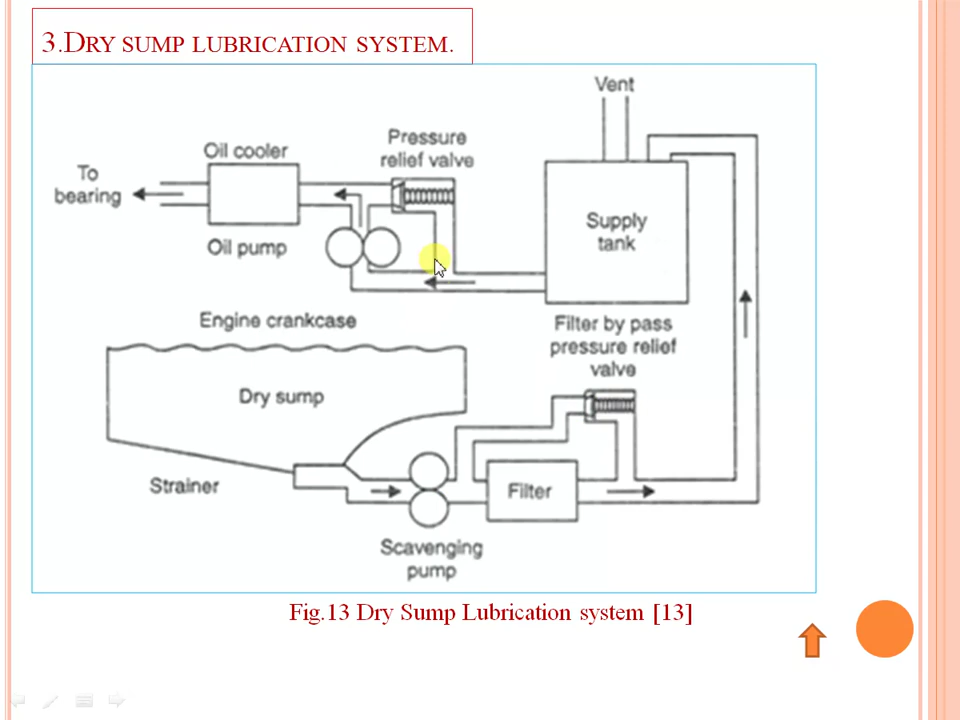 3.DRY SUMP LUBRICATION SYSTEM.
Vent
Pressure
relief valve
Oil cooler
To
bearing
Supply
tank
Oil pump
Engine crankcase
Filter by pass
pressure relief
valve
Dry sump
Strainer
Filter
Scavenging
pump
Fig.13 Dry Sump Lubrication system [13]